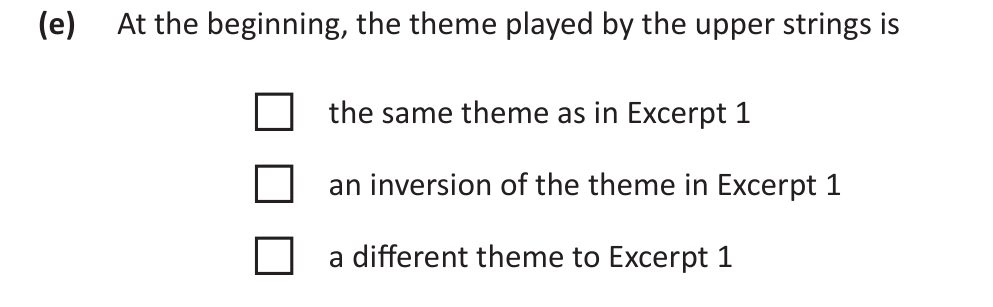 (e) At the beginning, the theme played by the upper strings is
the same theme as in Excerpt 1
an inversion of the theme in Excerpt 1
a different theme to Excerpt 1